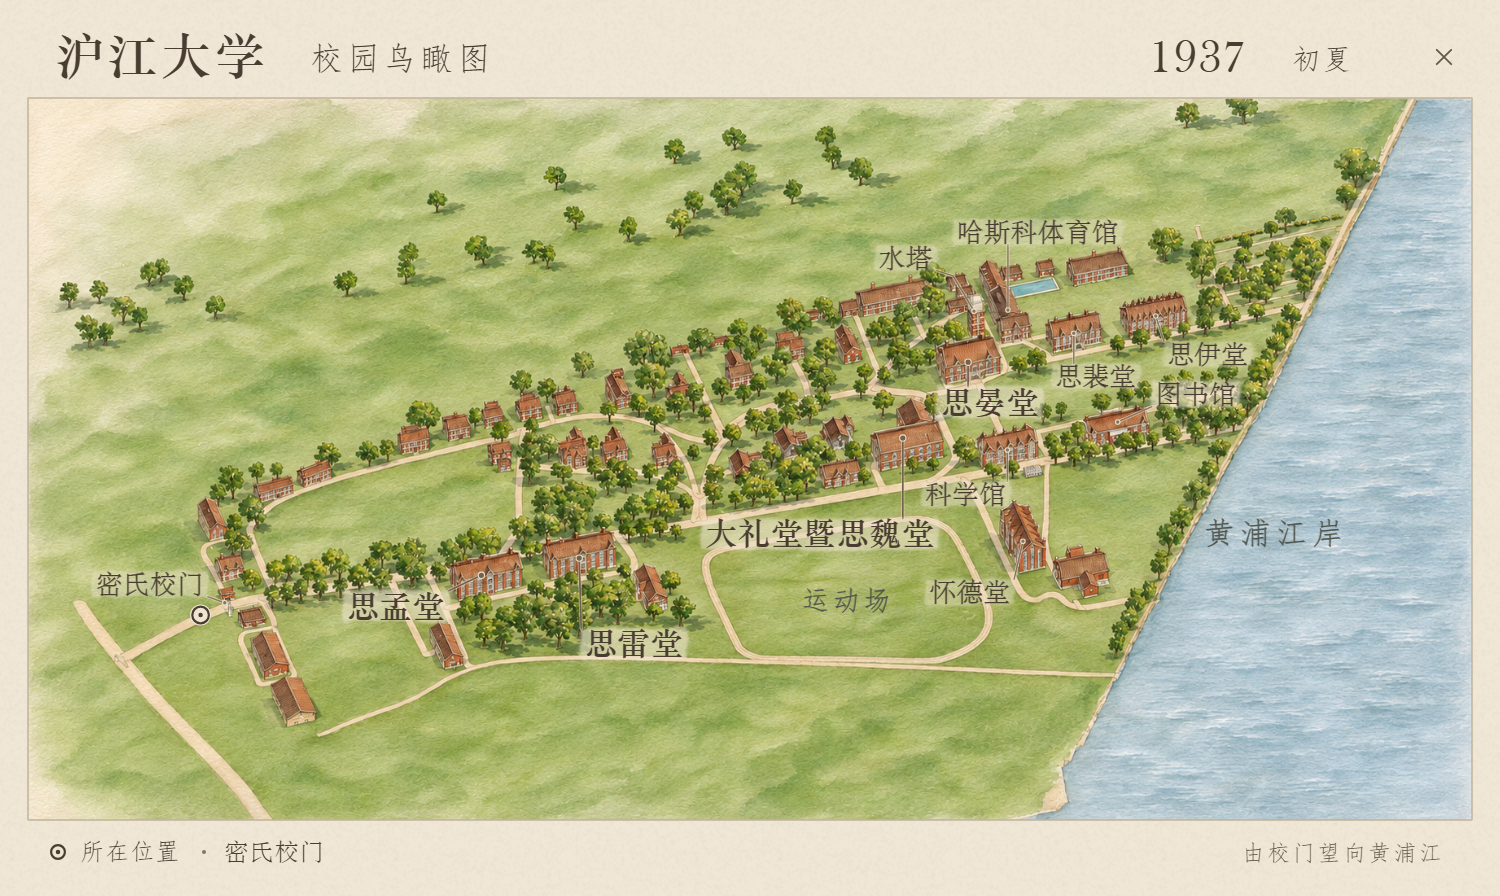 沪江大学 校园鸟瞰图 1937 初夏 ×
哈斯科体育馆
水塔
思伊堂
思裴堂
图书馆
思晏堂
科学馆
大礼堂暨思魏堂
黄浦江岸
密氏校门
怀德堂
运动场
思孟堂
思雷堂
所在位置 · 密氏校门
由校门望向黄浦江